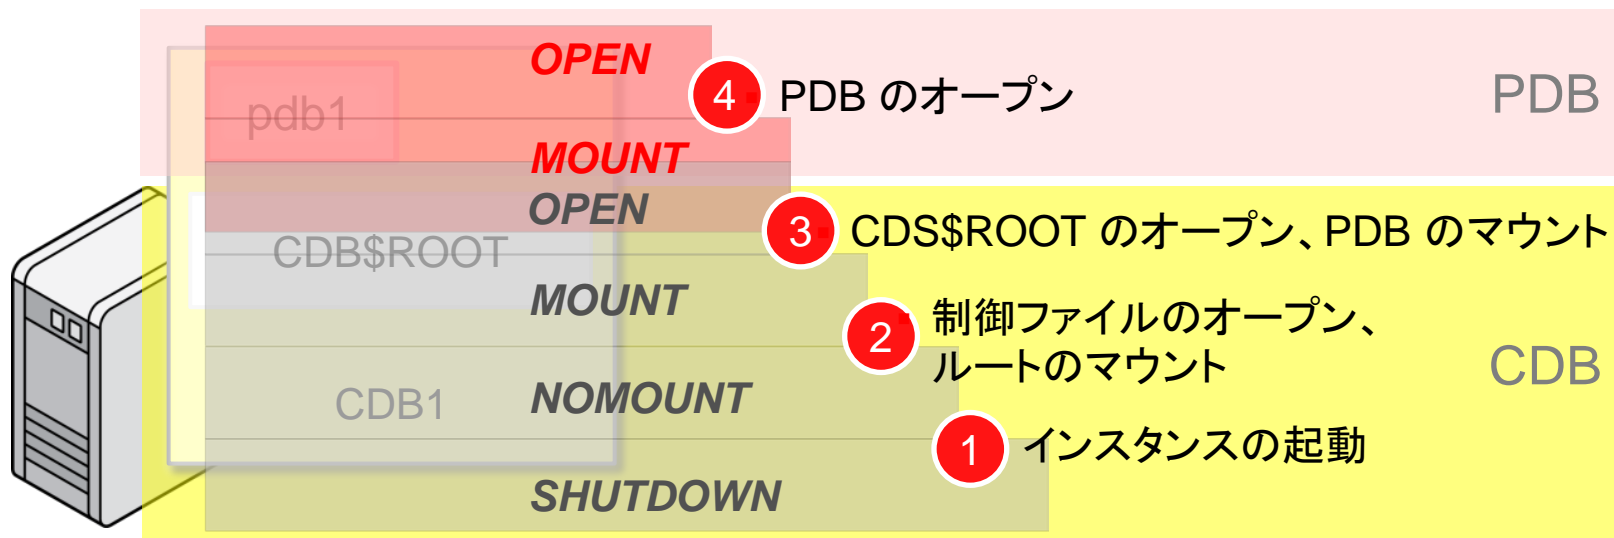 OPEN
4
PDB のオープン
PDB
pdb1
MOUNT
OPEN
3
CDS$ROOT のオープン、PDB のマウント
CDB$ROOT
MOUNT
2
制御ファイルのオープン、
ルートのマウント
CDB
NOMOUNT
CDB1
1
インスタンスの起動
SHUTDOWN